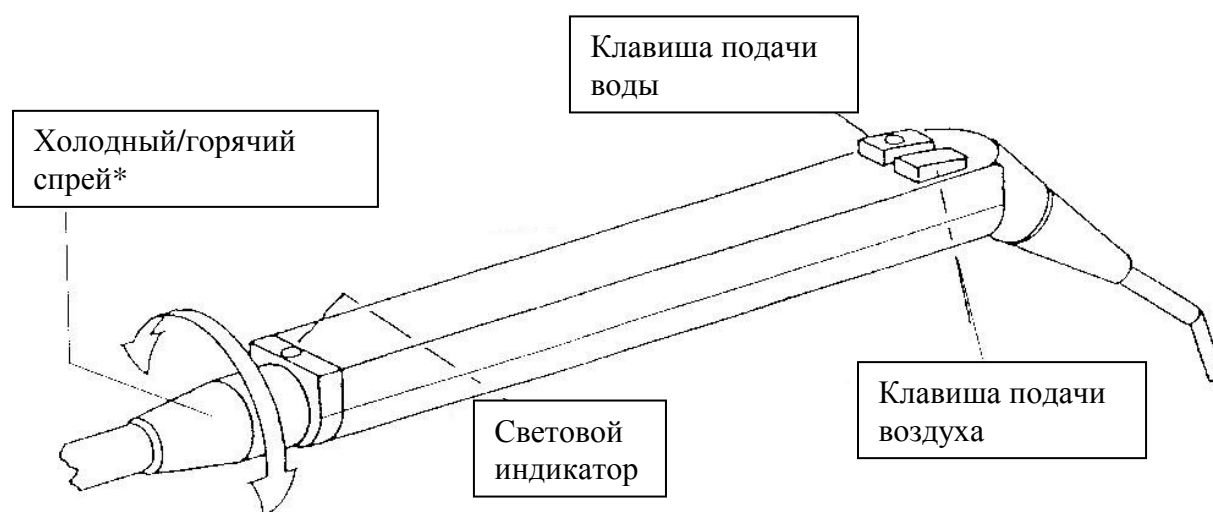 Клавиша подачи
воды
Холодный/горячий
спрей*
Клавиша подачи
воздуха
Световой
индикатор